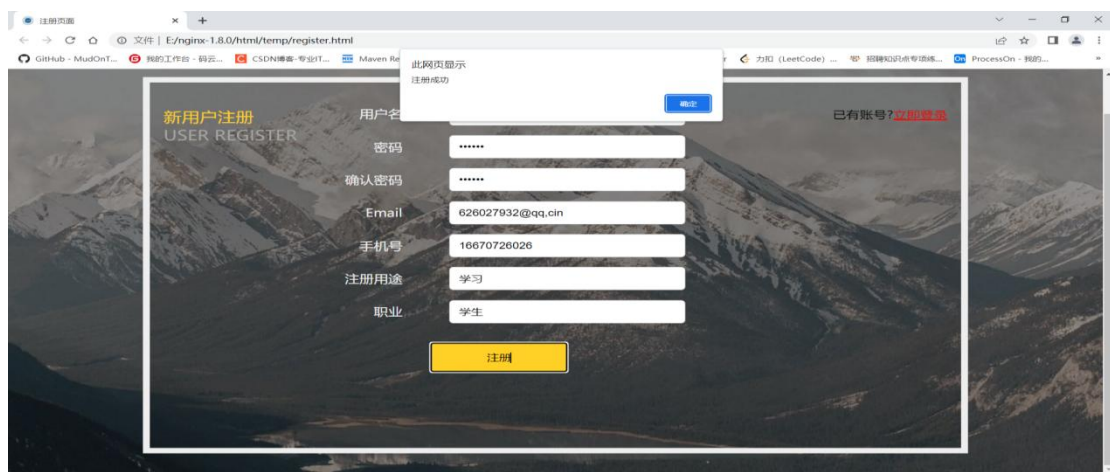 注册页面
文件 | E:/nginx-1.8.0/html/temp/register.html
GitHub - MudOnT... 我的工作台 - 码云... CSDN博客-专业IT... Maven Re 力扣 (LeetCode) ... 招聘知识点专项练... ProcessOn - 我的...
此网页显示
注册成功
确定
新用户注册
USER REGISTER
用户名
已有账号?立即登录
密码
确认密码
Email 626027932@qq,cin
手机号 16670726026
注册用途 学习
职业 学生
注册